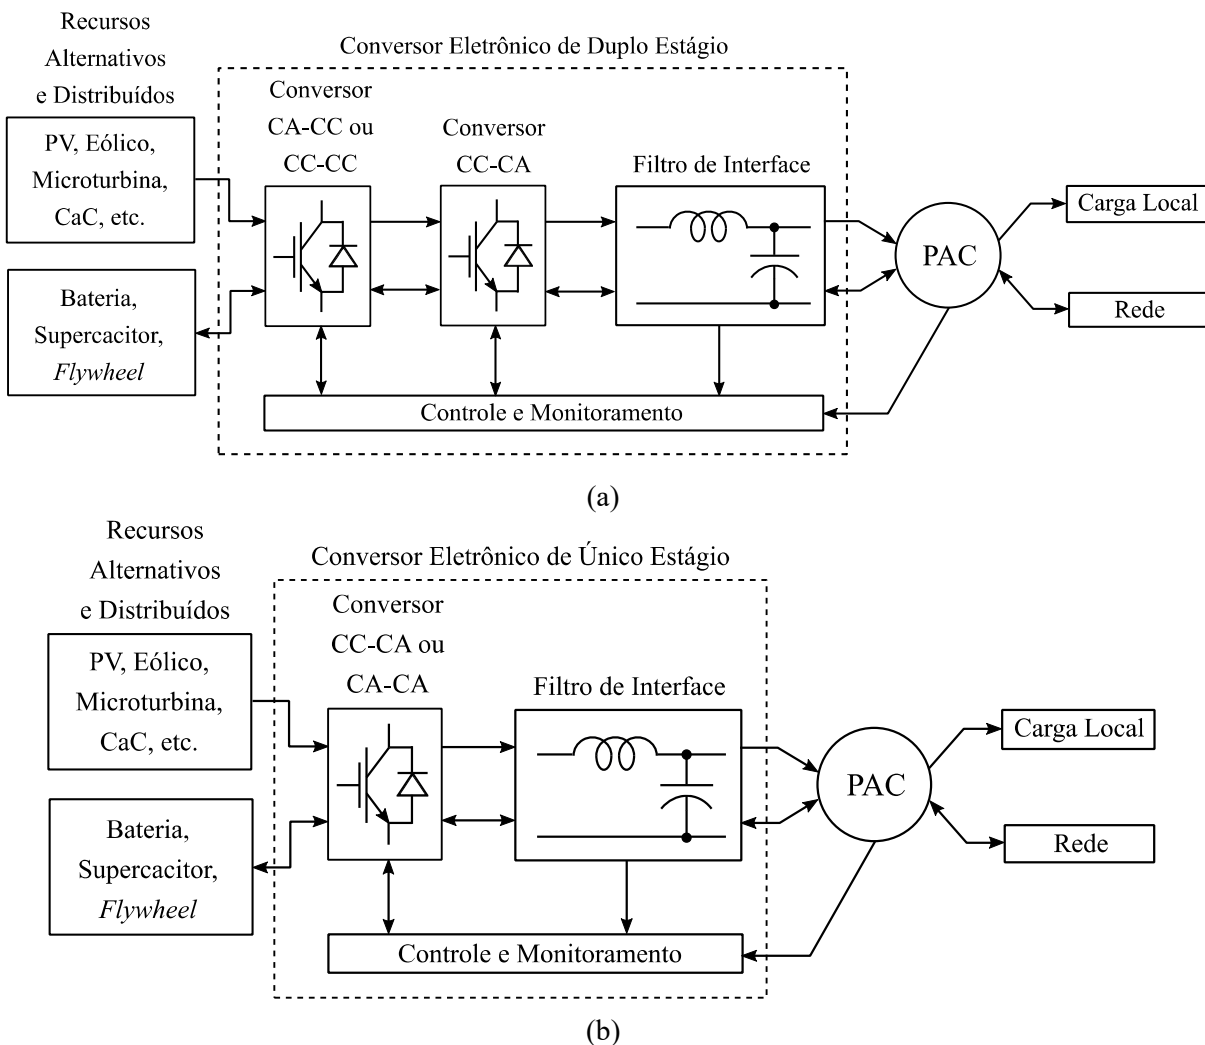 Recursos
Alternativos
e Distribuídos
Conversor Eletrônico de Duplo Estágio
PV, Eólico,
Microturbina,
CaC, etc.
Bateria,
Supercacitor,
Flywheel
Conversor
CA-CC ou
CC-CC
Conversor
CC-CA
Filtro de Interface
Controle e Monitoramento
PAC
Carga Local
Rede
(a)
Recursos
Alternativos
e Distribuídos
Conversor Eletrônico de Único Estágio
PV, Eólico,
Microturbina,
CaC, etc.
Bateria,
Supercacitor,
Flywheel
Conversor
CC-CA ou
CA-CA
Filtro de Interface
Controle e Monitoramento
PAC
Carga Local
Rede
(b)